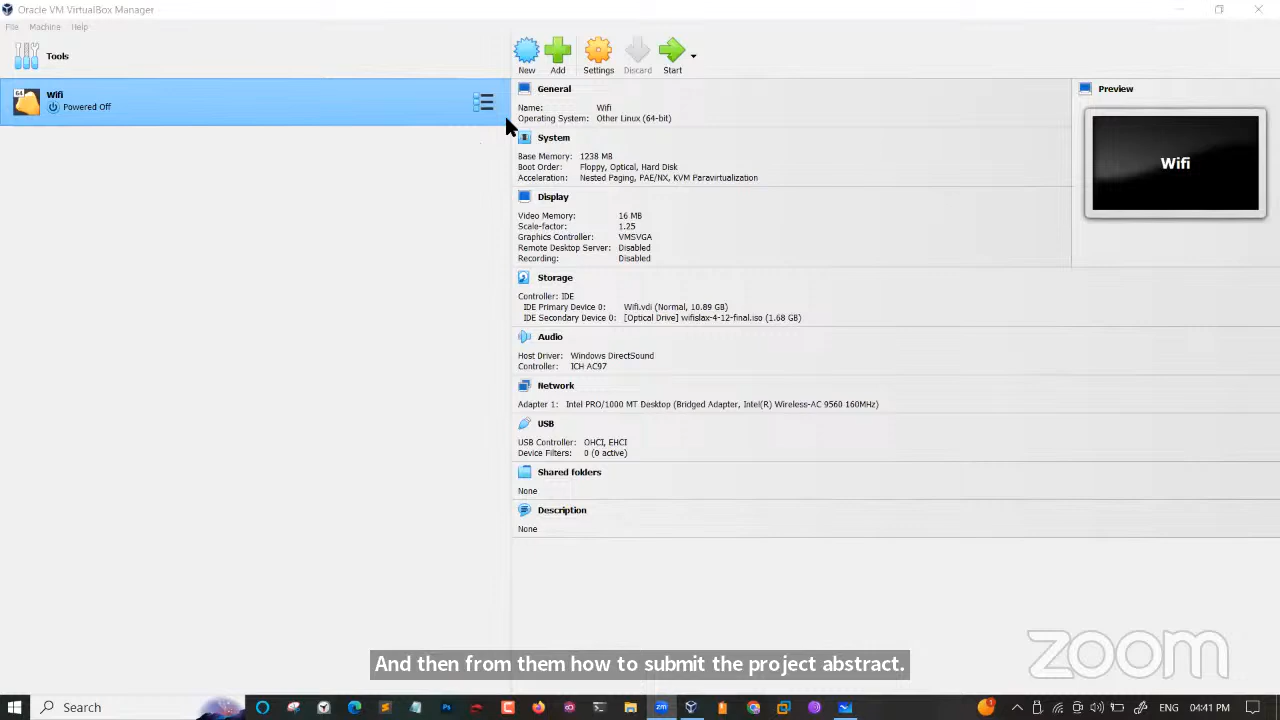 Oracle VM VirtualBox Manager
File Machine Help
Tools
New Add Settings Discard Start
64
Wifi
Powered Off
General
Name: Wifi
Operating System: Other Linux (64-bit)
System
Base Memory: 1238 MB
Boot Order: Floppy, Optical, Hard Disk
Acceleration: Nested Paging, PAE/NX, KVM Paravirtualization
Display
Video Memory: 16 MB
Scale-factor: 1.25
Graphics Controller: VMSVGA
Remote Desktop Server: Disabled
Recording: Disabled
Storage
Controller: IDE
IDE Primary Device 0: Wifi.vdi (Normal, 10.89 GB)
IDE Secondary Device 0: [Optical Drive] wifislax-4-12-final.iso (1.68 GB)
Audio
Host Driver: Windows DirectSound
Controller: ICH AC97
Network
Adapter 1: Intel PRO/1000 MT Desktop (Bridged Adapter, Intel(R) Wireless-AC 9560 160MHz)
USB
USB Controller: OHCI, EHCI
Device Filters: 0 (0 active)
Shared folders
None
Description
None
Preview
Wifi
And then from them how to submit the project abstract.
zoom
Search
zm
1
ENG
04:41 PM